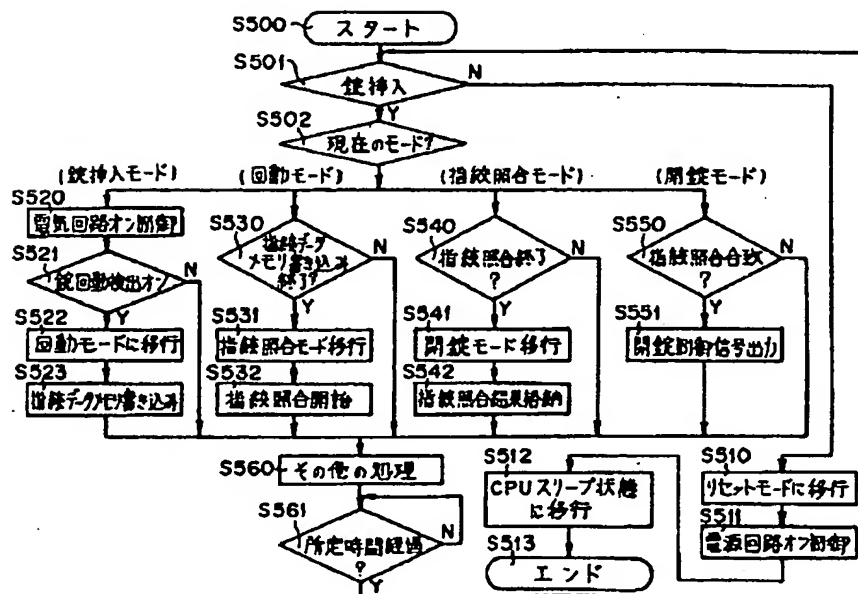 S500
スタート
S501
錠挿入
N
Y
S502
現在のモード?
(錠挿入モード)
(回動モード)
(指紋照合モード)
(開錠モード)
S520
電気回路オン制御
S521
錠回動検出オン
N
Y
S522
回動モードに移行
S523
指紋データメモリ書き込み
S530
指紋データ
メモリ書き込み
終了?
N
Y
S531
指紋照合モード移行
S532
指紋照合開始
S540
指紋照合終了
?
N
Y
S541
開錠モード移行
S542
指紋照合結果格納
S550
指紋照合合致
?
N
Y
S551
開錠制御信号出力
S560
その他の処理
S561
所定時間経過
?
N
Y
S512
CPUスリープ状態
に移行
S513
エンド
S510
リセットモードに移行
S511
電源回路オフ制御